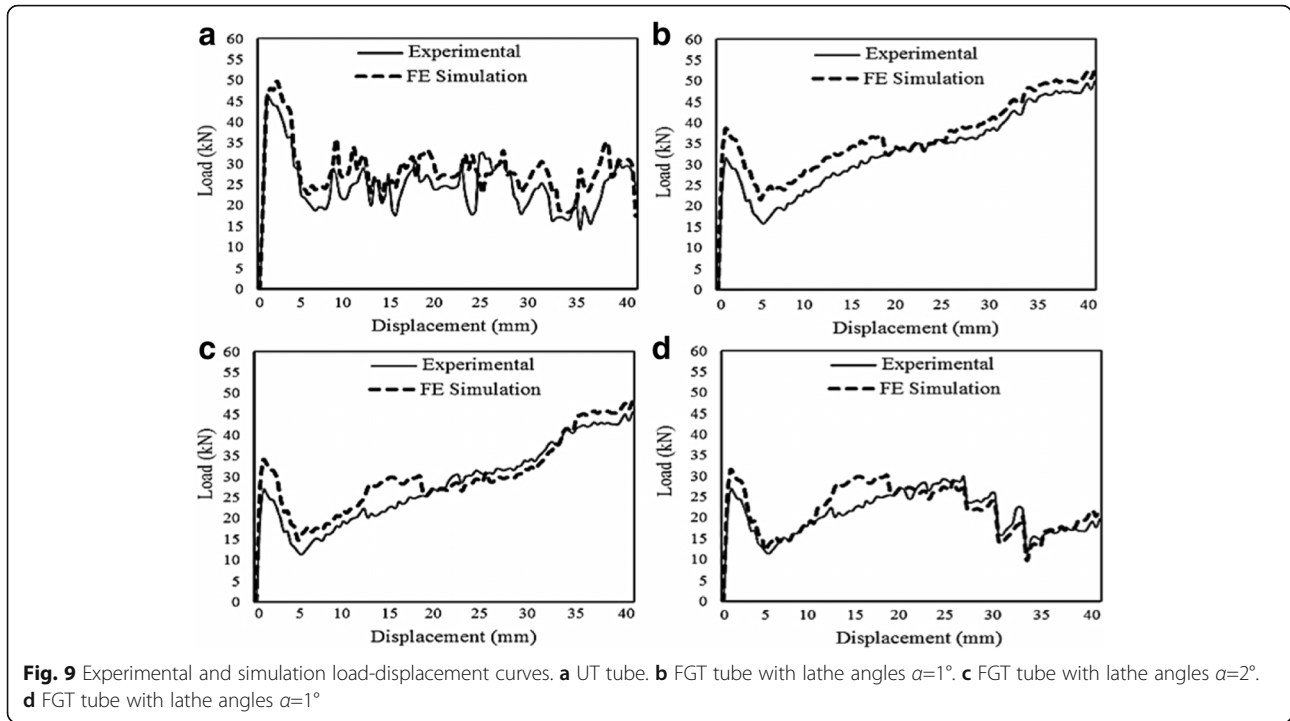 a
60
55
50
45
40
35
30
25
20
15
10
5
0
Load (kN)
Experimental
FE Simulation
0 5 10 15 20 25 30 35 40
Displacement (mm)
b
60
55
50
45
40
35
30
25
20
15
10
5
0
Load (kN)
Experimental
FE Simulation
0 5 10 15 20 25 30 35 40
Displacement (mm)
c
60
55
50
45
40
35
30
25
20
15
10
5
0
Load (kN)
Experimental
FE Simulation
0 5 10 15 20 25 30 35 40
Displacement (mm)
d
60
55
50
45
40
35
30
25
20
15
10
5
0
Load (kN)
Experimental
FE Simulation
0 5 10 15 20 25 30 35 40
Displacement (mm)
Fig. 9 Experimental and simulation load-displacement curves. a UT tube. b FGT tube with lathe angles α=1°. c FGT tube with lathe angles α=2°.
d FGT tube with lathe angles α=1°